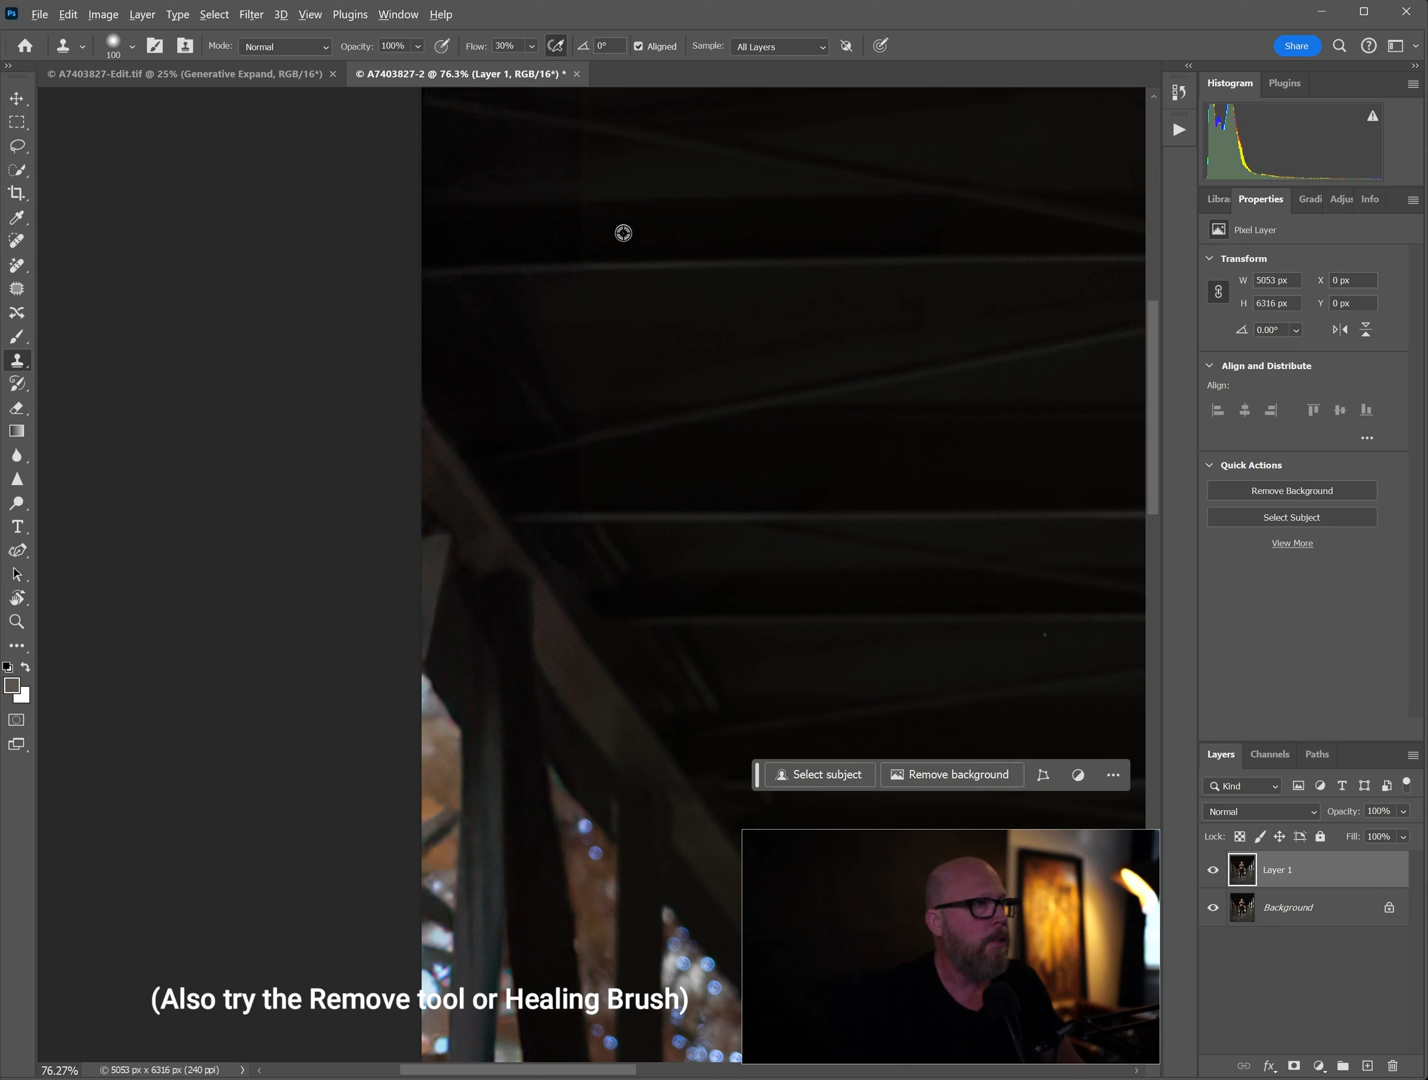 Ps File Edit Image Layer Type Select Filter 3D View Plugins Window Help
100 Mode: Normal Opacity: 100% Flow: 30% 0° Aligned Sample: All Layers Share
© A7403827-Edit.tif @ 25% (Generative Expand, RGB/16*) × © A7403827-2 @ 76.3% (Layer 1, RGB/16*) * ×
Histogram Plugins
Libra Properties Gradi Adjus Info
Pixel Layer
Transform
W 5053 px X 0 px
H 6316 px Y 0 px
0.00°
Align and Distribute
Align:
Quick Actions
Remove Background
Select Subject
View More
Select subject Remove background
Layers Channels Paths
Kind
Normal Opacity: 100%
Lock: Fill: 100%
Layer 1
Background
(Also try the Remove tool or Healing Brush)
76.27% © 5053 px x 6316 px (240 ppi)